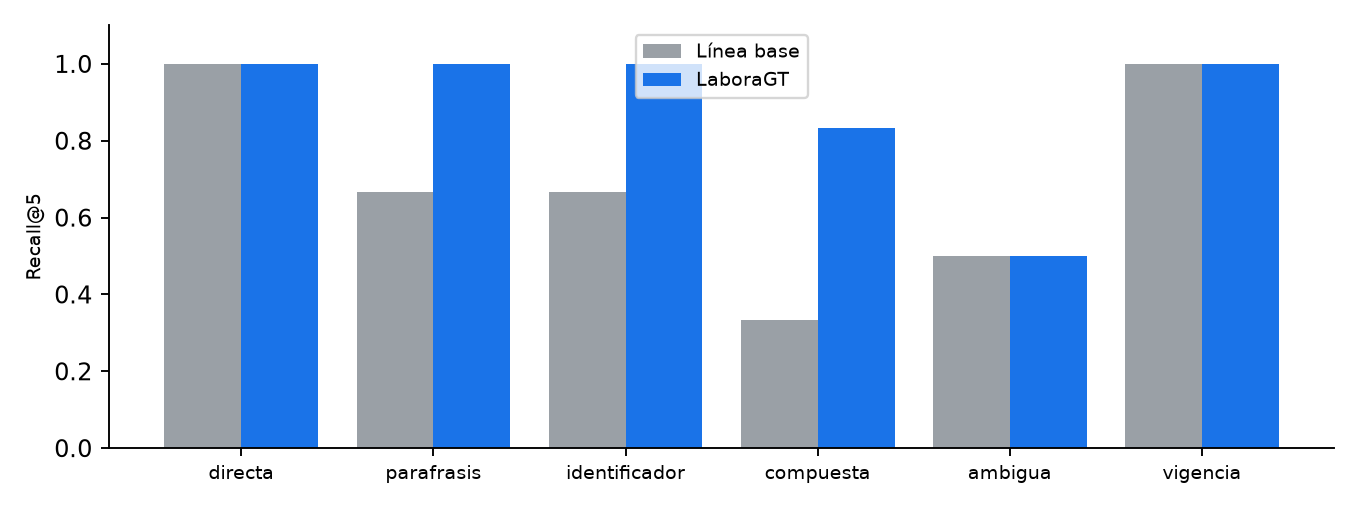 Línea base
LaboraGT
1.0
0.8
0.6
0.4
0.2
0.0
Recall@5
directa
parafrasis
identificador
compuesta
ambigua
vigencia